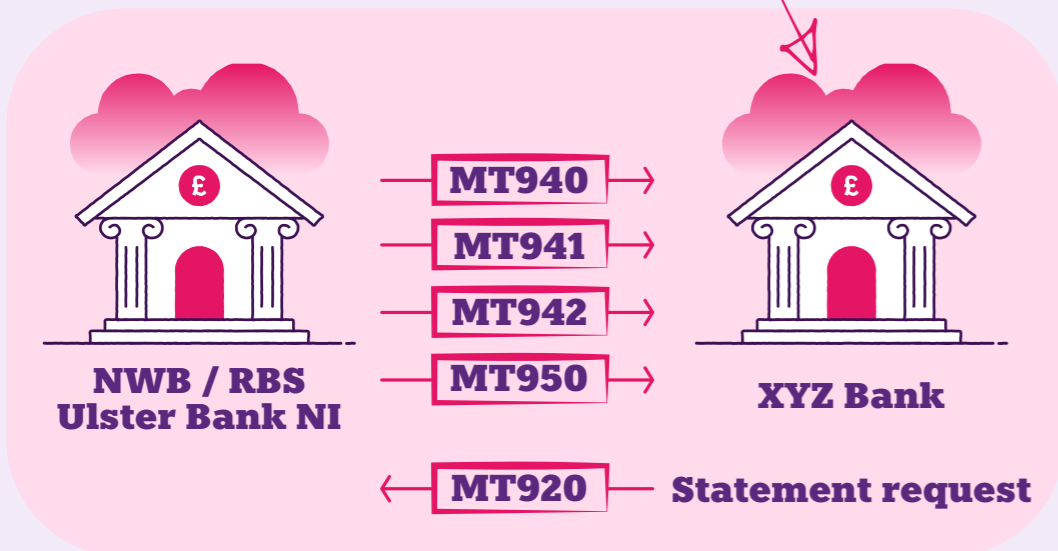 £
£
MT940
MT941
MT942
MT950
NWB / RBS
Ulster Bank NI
XYZ Bank
MT920
Statement request